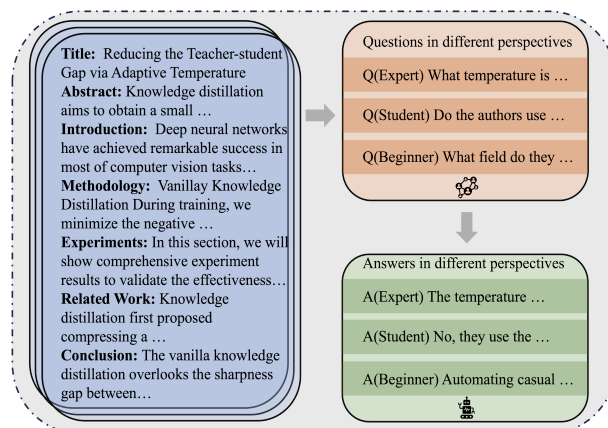 Title: Reducing the Teacher-student
Gap via Adaptive Temperature
Abstract: Knowledge distillation
aims to obtain a small …
Introduction: Deep neural networks
have achieved remarkable success in
most of computer vision tasks…
Methodology: Vanillay Knowledge
Distillation During training, we
minimize the negative …
Experiments: In this section, we will
show comprehensive experiment
results to validate the effectiveness…
Related Work: Knowledge
distillation first proposed
compressing a …
Conclusion: The vanilla knowledge
distillation overlooks the sharpness
gap between…
Questions in different perspectives
Q(Expert) What temperature is …
Q(Student) Do the authors use …
Q(Beginner) What field do they …
Answers in different perspectives
A(Expert) The temperature …
A(Student) No, they use the …
A(Beginner) Automating casual …